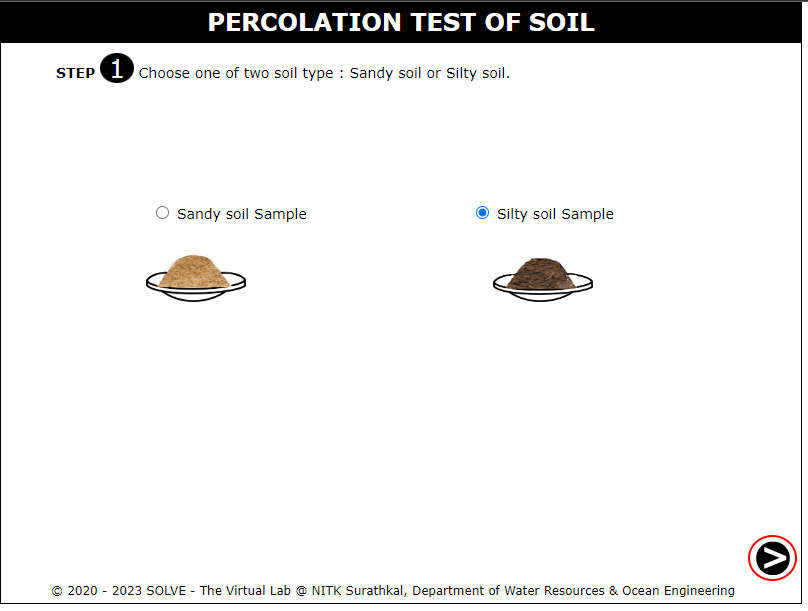 PERCOLATION TEST OF SOIL
STEP 1 Choose one of two soil type : Sandy soil or Silty soil.
Sandy soil Sample
Silty soil Sample
>
© 2020 - 2023 SOLVE - The Virtual Lab @ NITK Surathkal, Department of Water Resources & Ocean Engineering